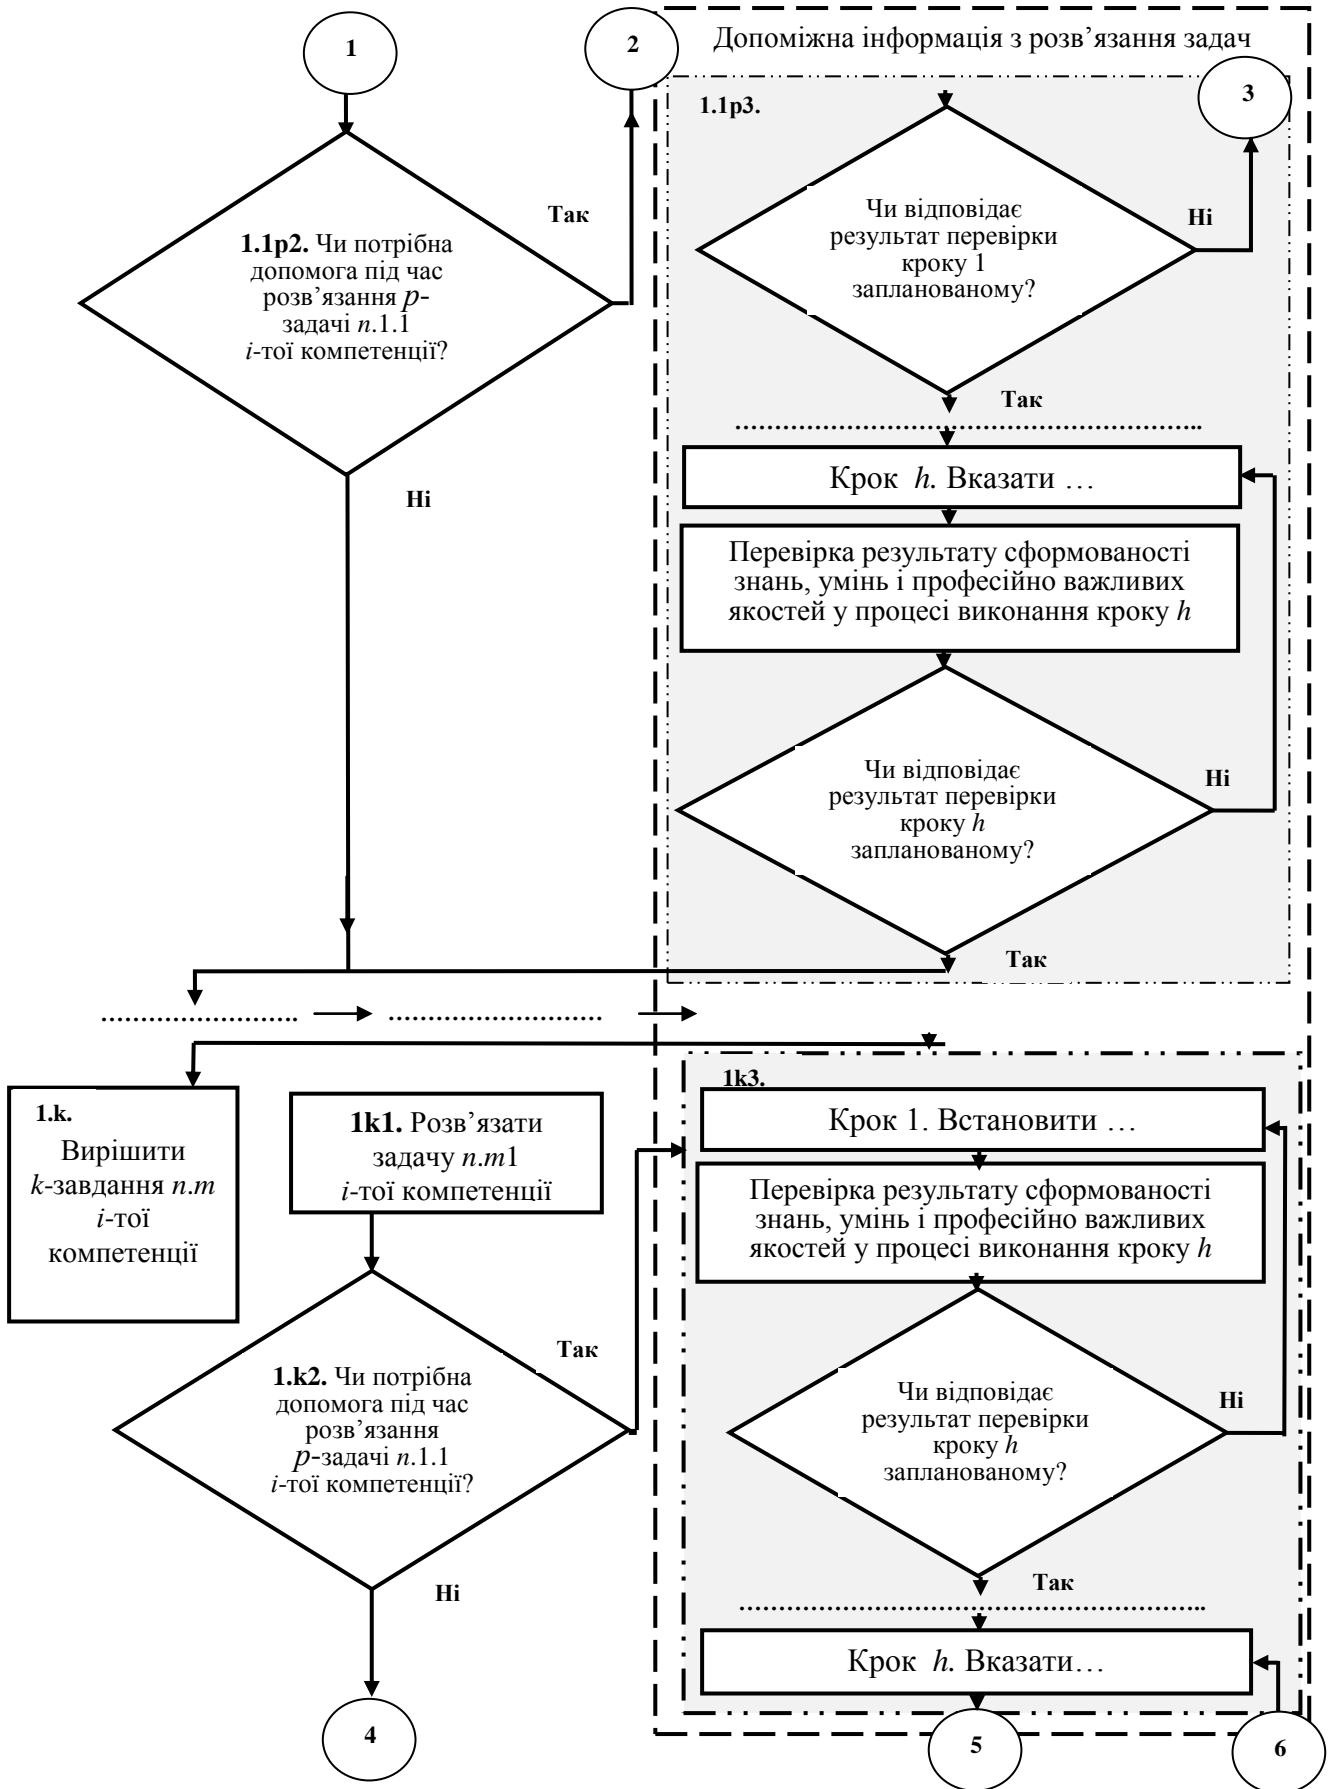 1
2
Допоміжна інформація з розв’язання задач
3
1.1р3.
Чи відповідає
результат перевірки
кроку 1
запланованому?
Ні
Так
1.1р2. Чи потрібна
допомога під час
розв’язання p-
задачі n.1.1
i-тої компетенції?
Так
Ні
Крок h. Вказати …
Перевірка результату сформованості
знань, умінь і професійно важливих
якостей у процесі виконання кроку h
Чи відповідає
результат перевірки
кроку h
запланованому?
Ні
Так
1.k.
Вирішити
k-завдання n.m
i-тої
компетенції
1k1. Розв’язати
задачу n.m1
i-тої компетенції
1k3.
Крок 1. Встановити …
Перевірка результату сформованості
знань, умінь і професійно важливих
якостей у процесі виконання кроку h
1.k2. Чи потрібна
допомога під час
розв’язання
p-задачі n.1.1
i-тої компетенції?
Так
Ні
Чи відповідає
результат перевірки
кроку h
запланованому?
Ні
Так
Крок h. Вказати…
4
5
6